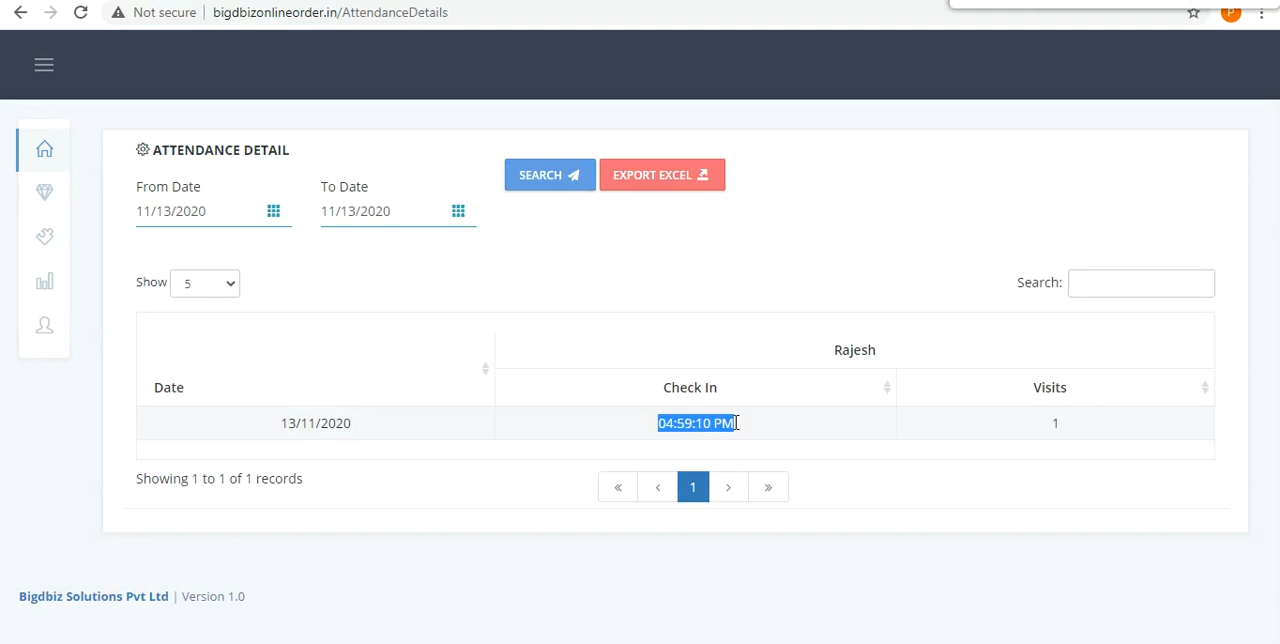 Not secure | bigdbizonlineorder.in/AttendanceDetails
P
ATTENDANCE DETAIL
SEARCH EXPORT EXCEL
From Date To Date
11/13/2020 11/13/2020
Show 5 Search:
Rajesh
Date Check In Visits
13/11/2020 04:59:10 PM 1
Showing 1 to 1 of 1 records
« ‹ 1 › »
Bigdbiz Solutions Pvt Ltd | Version 1.0